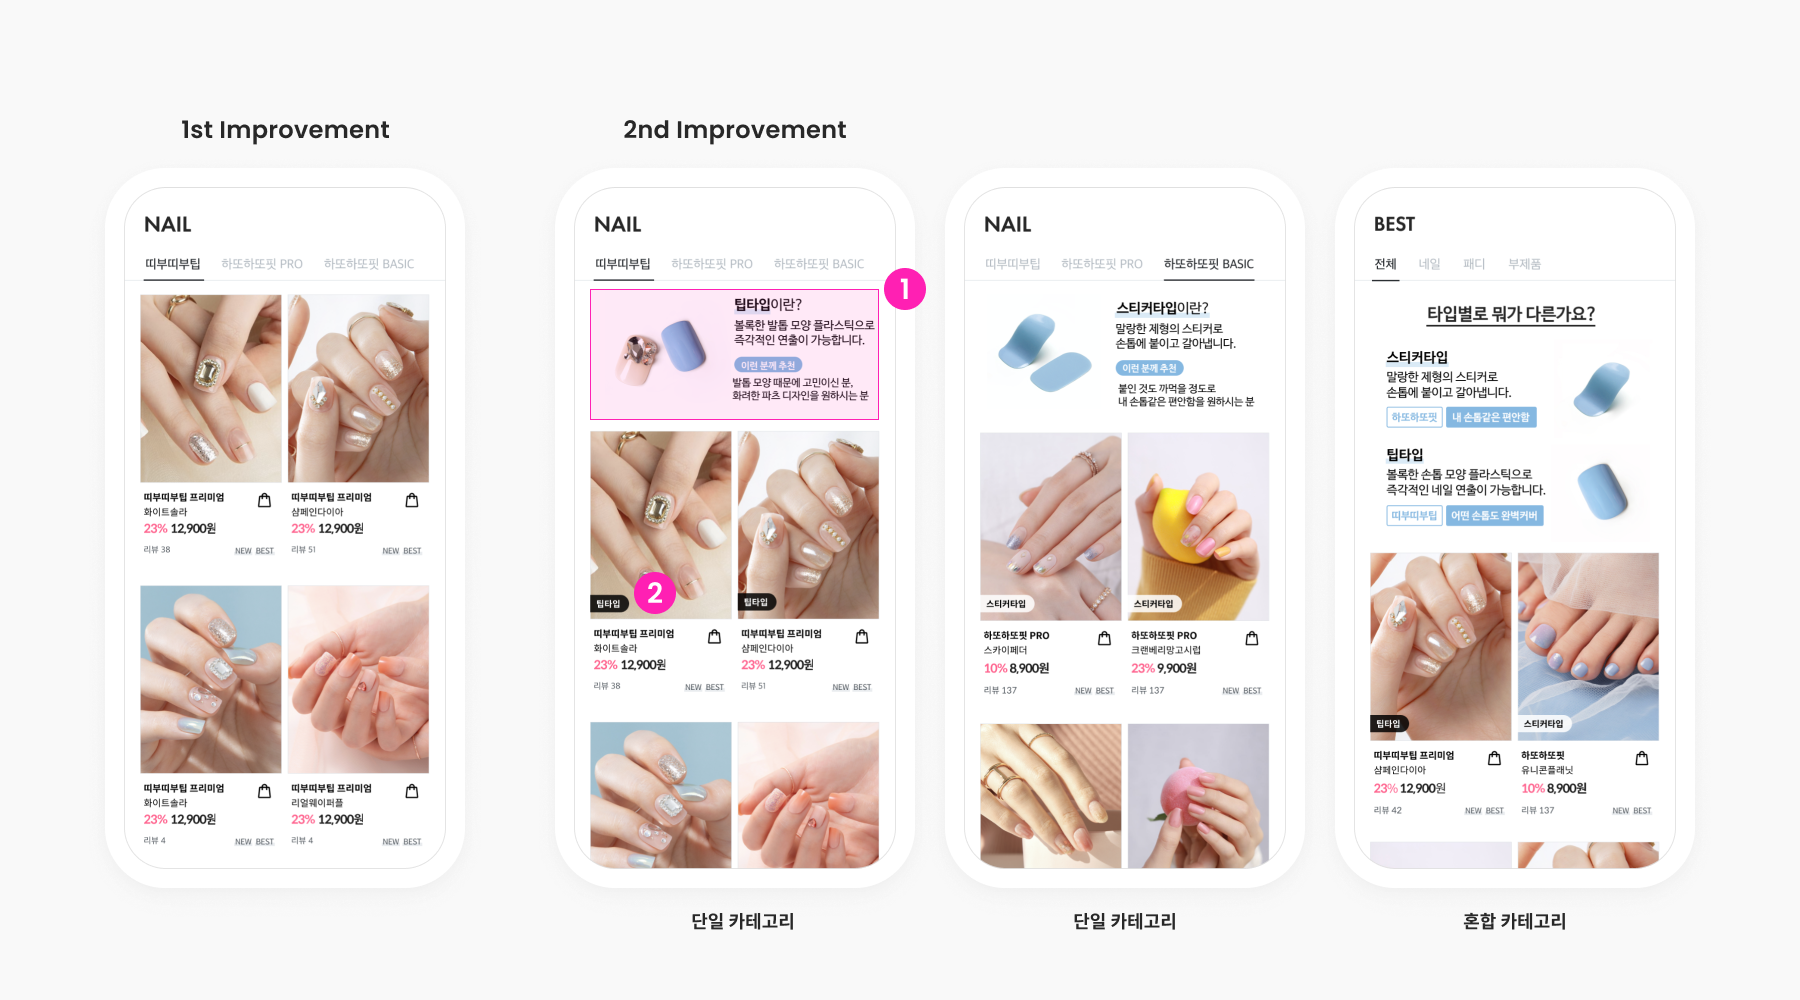 1st Improvement
NAIL
띠부띠부팁 하또하또핏 PRO 하또하또핏 BASIC
띠부띠부팁 프리미엄
화이트솔라
23% 12,900원
리뷰 38
NEW BEST
띠부띠부팁 프리미엄
샴페인다이아
23% 12,900원
리뷰 51
NEW BEST
띠부띠부팁 프리미엄
화이트솔라
23% 12,900원
리뷰 4
NEW BEST
띠부띠부팁 프리미엄
리얼웨이퍼플
23% 12,900원
리뷰 4
NEW BEST
2nd Improvement
NAIL
띠부띠부팁 하또하또핏 PRO 하또하또핏 BASIC
1
팁타입이란?
볼록한 발톱 모양 플라스틱으로
즉각적인 연출이 가능합니다.
이런 분께 추천
발톱 모양 때문에 고민이신 분,
화려한 파츠 디자인을 원하시는 분
팁타입
2
팁타입
띠부띠부팁 프리미엄
화이트솔라
23% 12,900원
리뷰 38
NEW BEST
띠부띠부팁 프리미엄
샴페인다이아
23% 12,900원
리뷰 51
NEW BEST
단일 카테고리
NAIL
띠부띠부팁 하또하또핏 PRO 하또하또핏 BASIC
스티커타입이란?
말랑한 제형의 스티커로
손톱에 붙이고 갈아냅니다.
이런 분께 추천
붙인 것도 까먹을 정도로
내 손톱같은 편안함을 원하시는 분
스티커타입
스티커타입
하또하또핏 PRO
스카이페더
10% 8,900원
리뷰 137
NEW BEST
하또하또핏 PRO
크랜베리망고시럽
23% 9,900원
리뷰 137
NEW BEST
단일 카테고리
BEST
전체 네일 패디 부제품
타입별로 뭐가 다른가요?
스티커타입
말랑한 제형의 스티커로
손톱에 붙이고 갈아냅니다.
하또하또핏 내 손톱같은 편안함
팁타입
볼록한 손톱 모양 플라스틱으로
즉각적인 네일 연출이 가능합니다.
띠부띠부팁 어떤 손톱도 완벽커버
팁타입
스티커타입
띠부띠부팁 프리미엄
샴페인다이아
23% 12,900원
리뷰 42
NEW BEST
하또하또핏
유니콘플래닛
10% 8,900원
리뷰 137
NEW BEST
혼합 카테고리